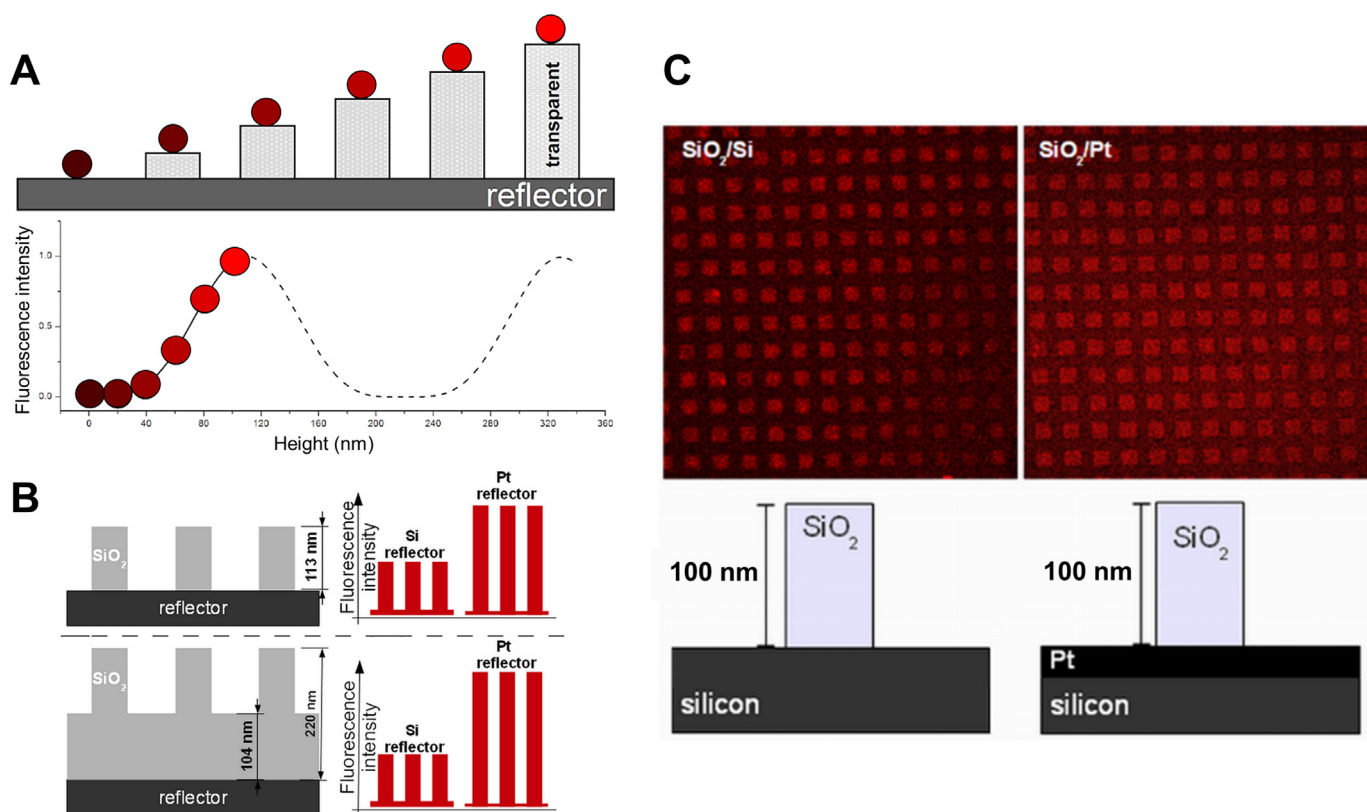 A
transparent
reflector
Fluorescence intensity
1.0
0.5
0.0
0
40
80
120
160
200
240
280
320
360
Height (nm)
B
SiO2
113 nm
reflector
Fluorescence
intensity
Si
reflector
Pt
reflector
SiO2
104 nm
220 nm
reflector
Fluorescence
intensity
Si
reflector
Pt
reflector
C
SiO2/Si
SiO2/Pt
100 nm
SiO2
silicon
100 nm
SiO2
Pt
silicon